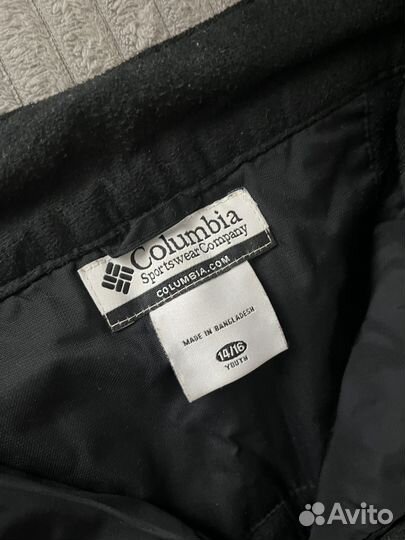 Columbia
Sportswear Company
COLUMBIA.COM
MADE IN BANGLADESH
14/16
YOUTH
Avito